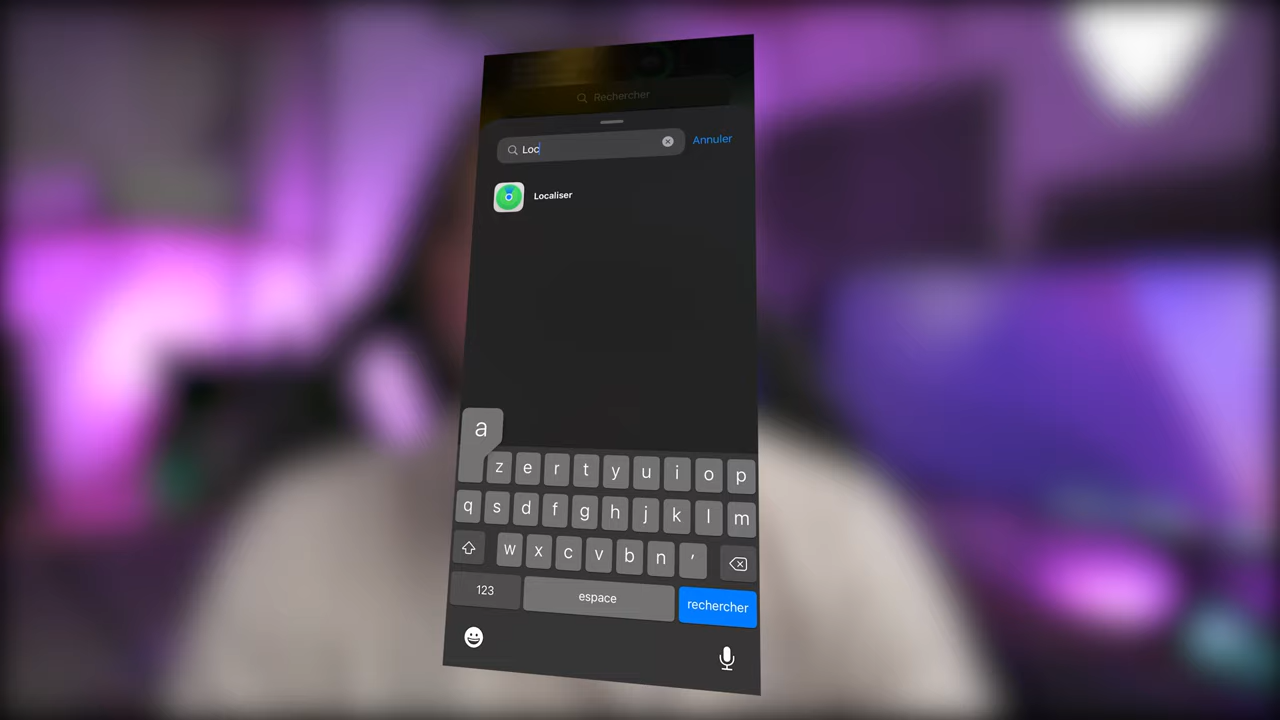 Rechercher
Loc
Annuler
Localiser
a
z e r t y u i o p
q s d f g h j k l m
w x c v b n ’
123 espace rechercher